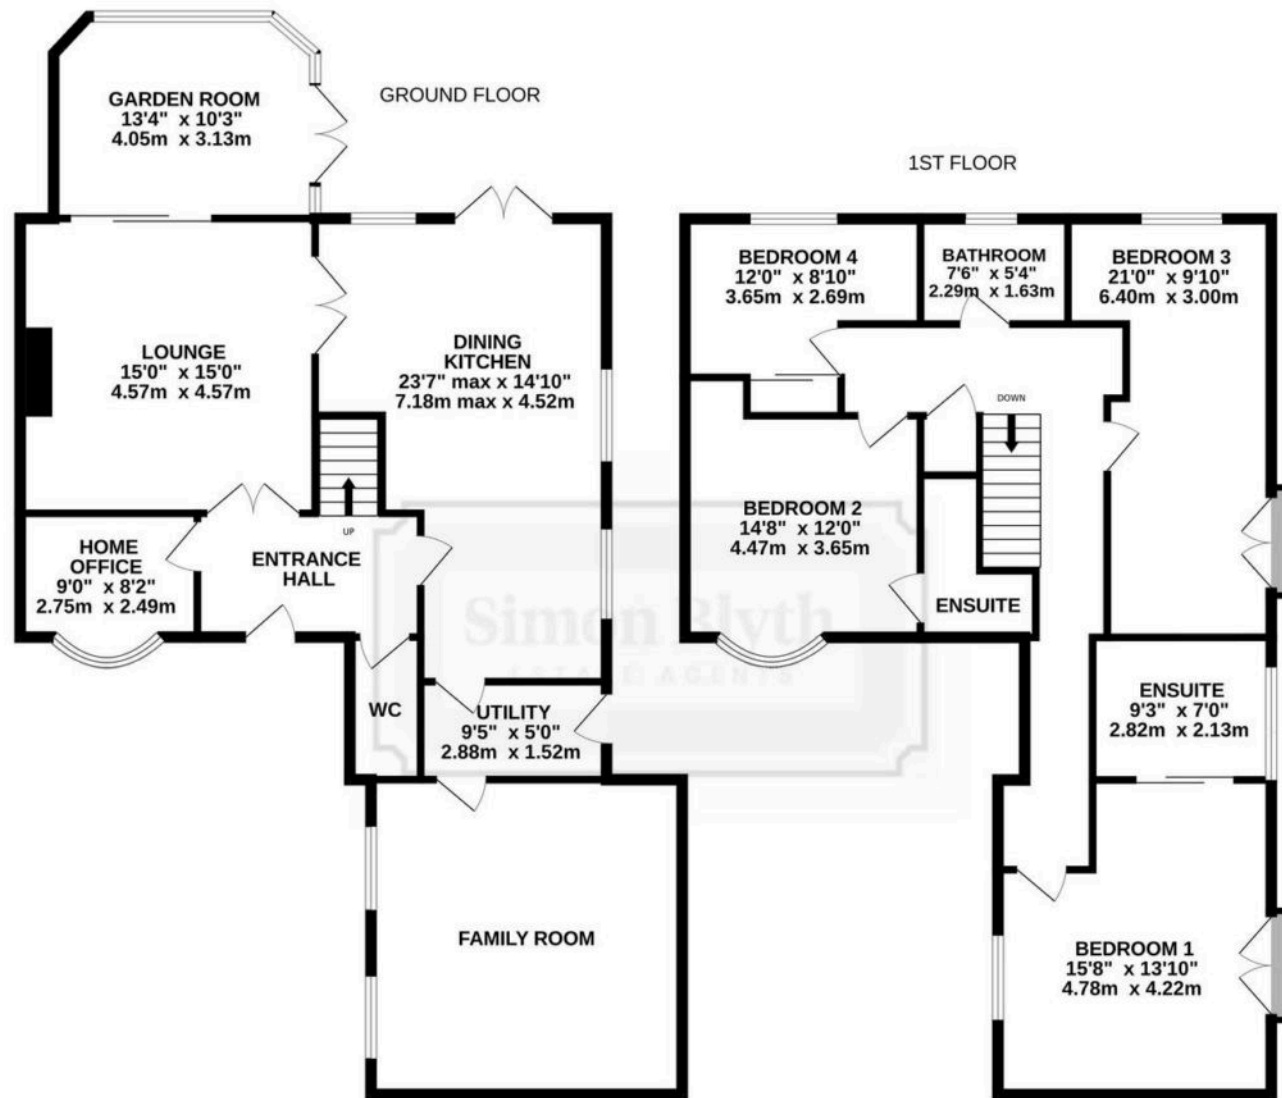 GROUND FLOOR
GARDEN ROOM
13'4" x 10'3"
4.05m x 3.13m
LOUNGE
15'0" x 15'0"
4.57m x 4.57m
DINING
KITCHEN
23'7" max x 14'10"
7.18m max x 4.52m
HOME
OFFICE
9'0" x 8'2"
2.75m x 2.49m
UP
ENTRANCE
HALL
WC
UTILITY
9'5" x 5'0"
2.88m x 1.52m
FAMILY ROOM
1ST FLOOR
BEDROOM 4
12'0" x 8'10"
3.65m x 2.69m
BATHROOM
7'6" x 5'4"
2.29m x 1.63m
BEDROOM 3
21'0" x 9'10"
6.40m x 3.00m
DOWN
BEDROOM 2
14'8" x 12'0"
4.47m x 3.65m
ENSUITE
ENSUITE
9'3" x 7'0"
2.82m x 2.13m
BEDROOM 1
15'8" x 13'10"
4.78m x 4.22m
Simon Blyth
ESTATE AGENTS